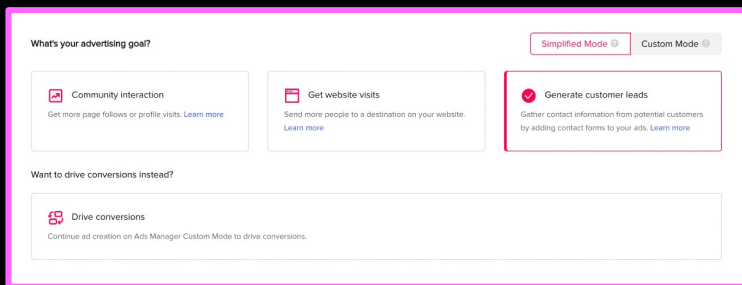 What's your advertising goal?
Simplified Mode
Custom Mode
Community interaction
Get more page follows or profile visits. Learn more
Get website visits
Send more people to a destination on your website.
Learn more
Generate customer leads
Gather contact information from potential customers
by adding contact forms to your ads. Learn more
Want to drive conversions instead?
Drive conversions
Continue ad creation on Ads Manager Custom Mode to drive conversions.